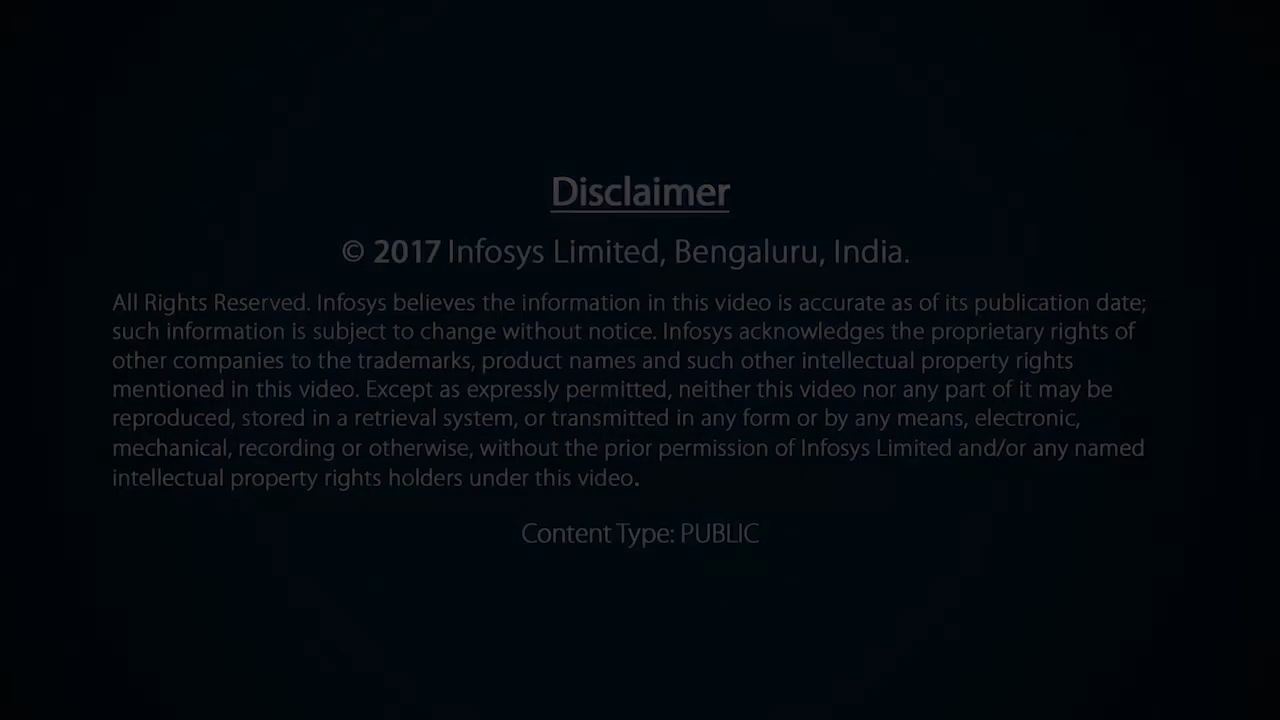 Disclaimer
© 2017 Infosys Limited, Bengaluru, India.
All Rights Reserved. Infosys believes the information in this video is accurate as of its publication date;
such information is subject to change without notice. Infosys acknowledges the proprietary rights of
other companies to the trademarks, product names and such other intellectual property rights
mentioned in this video. Except as expressly permitted, neither this video nor any part of it may be
reproduced, stored in a retrieval system, or transmitted in any form or by any means, electronic,
mechanical, recording or otherwise, without the prior permission of Infosys Limited and/or any named
intellectual property rights holders under this video.
Content Type: PUBLIC